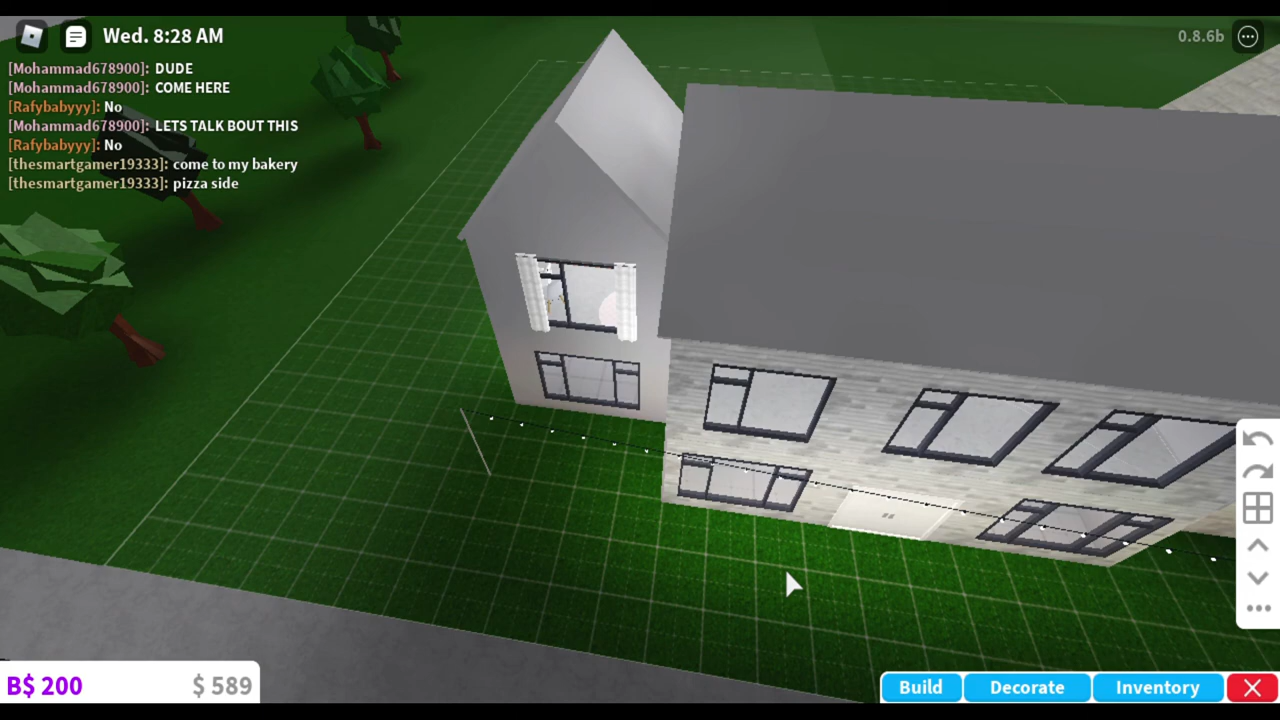 Wed. 8:28 AM
0.8.6b
[Mohammad678900]: DUDE
[Mohammad678900]: COME HERE
[Rafybabyyy]: No
[Mohammad678900]: LETS TALK BOUT THIS
[Rafybabyyy]: No
[thesmartgamer19333]: come to my bakery
[thesmartgamer19333]: pizza side
B$ 200
$ 589
Build
Decorate
Inventory